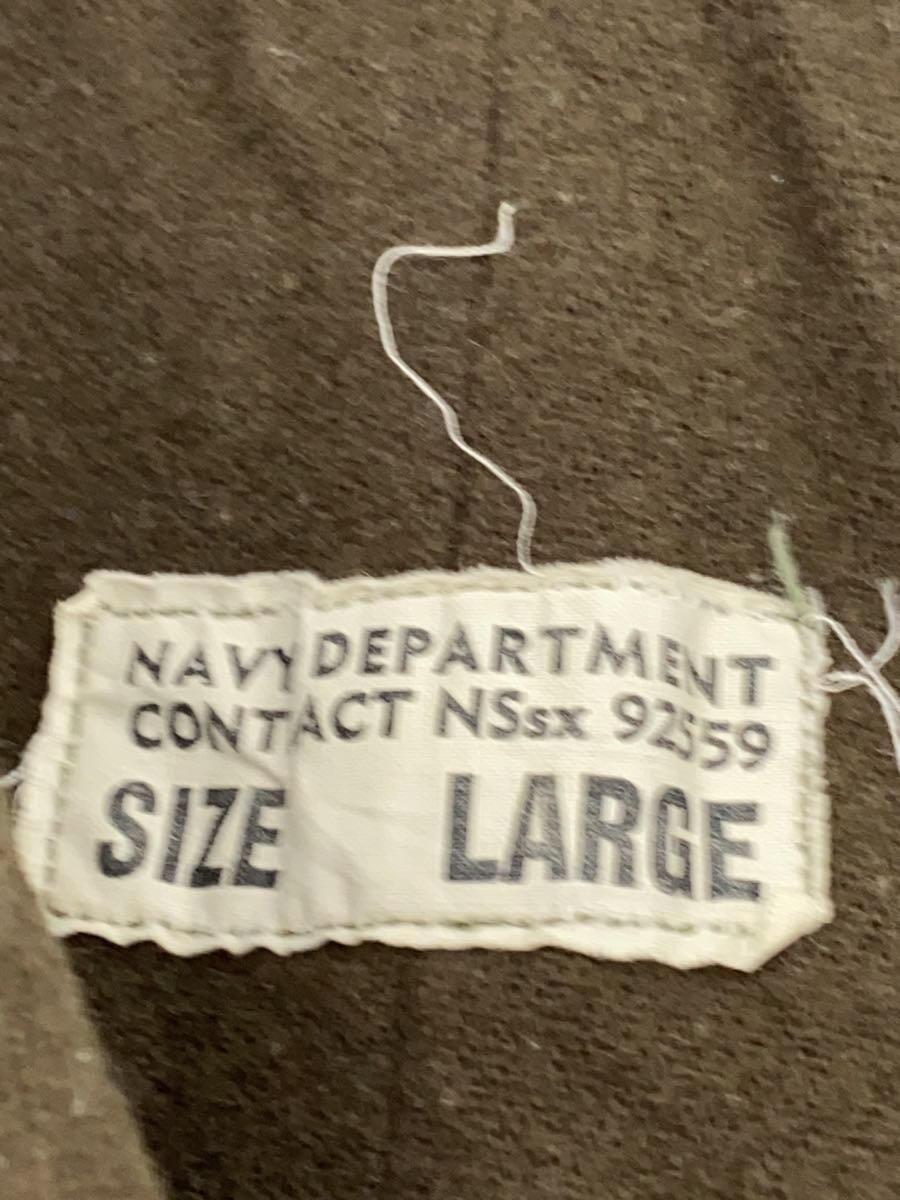 NAVY DEPARTMENT
CONTACT NSsx 92559
SIZE LARGE